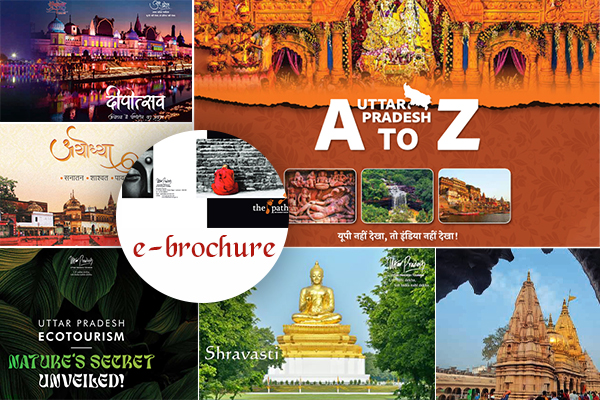 दीपोत्सव
अयोध्या
• सनातन • शाश्वत
UTTAR
PRADESH
A TO Z
यूपी नहीं देखा, तो इंडिया नहीं देखा!
the path
e-brochure
UTTAR PRADESH
ECOTOURISM
NATURE'S SECRET
UNVEILED!
Shravasti